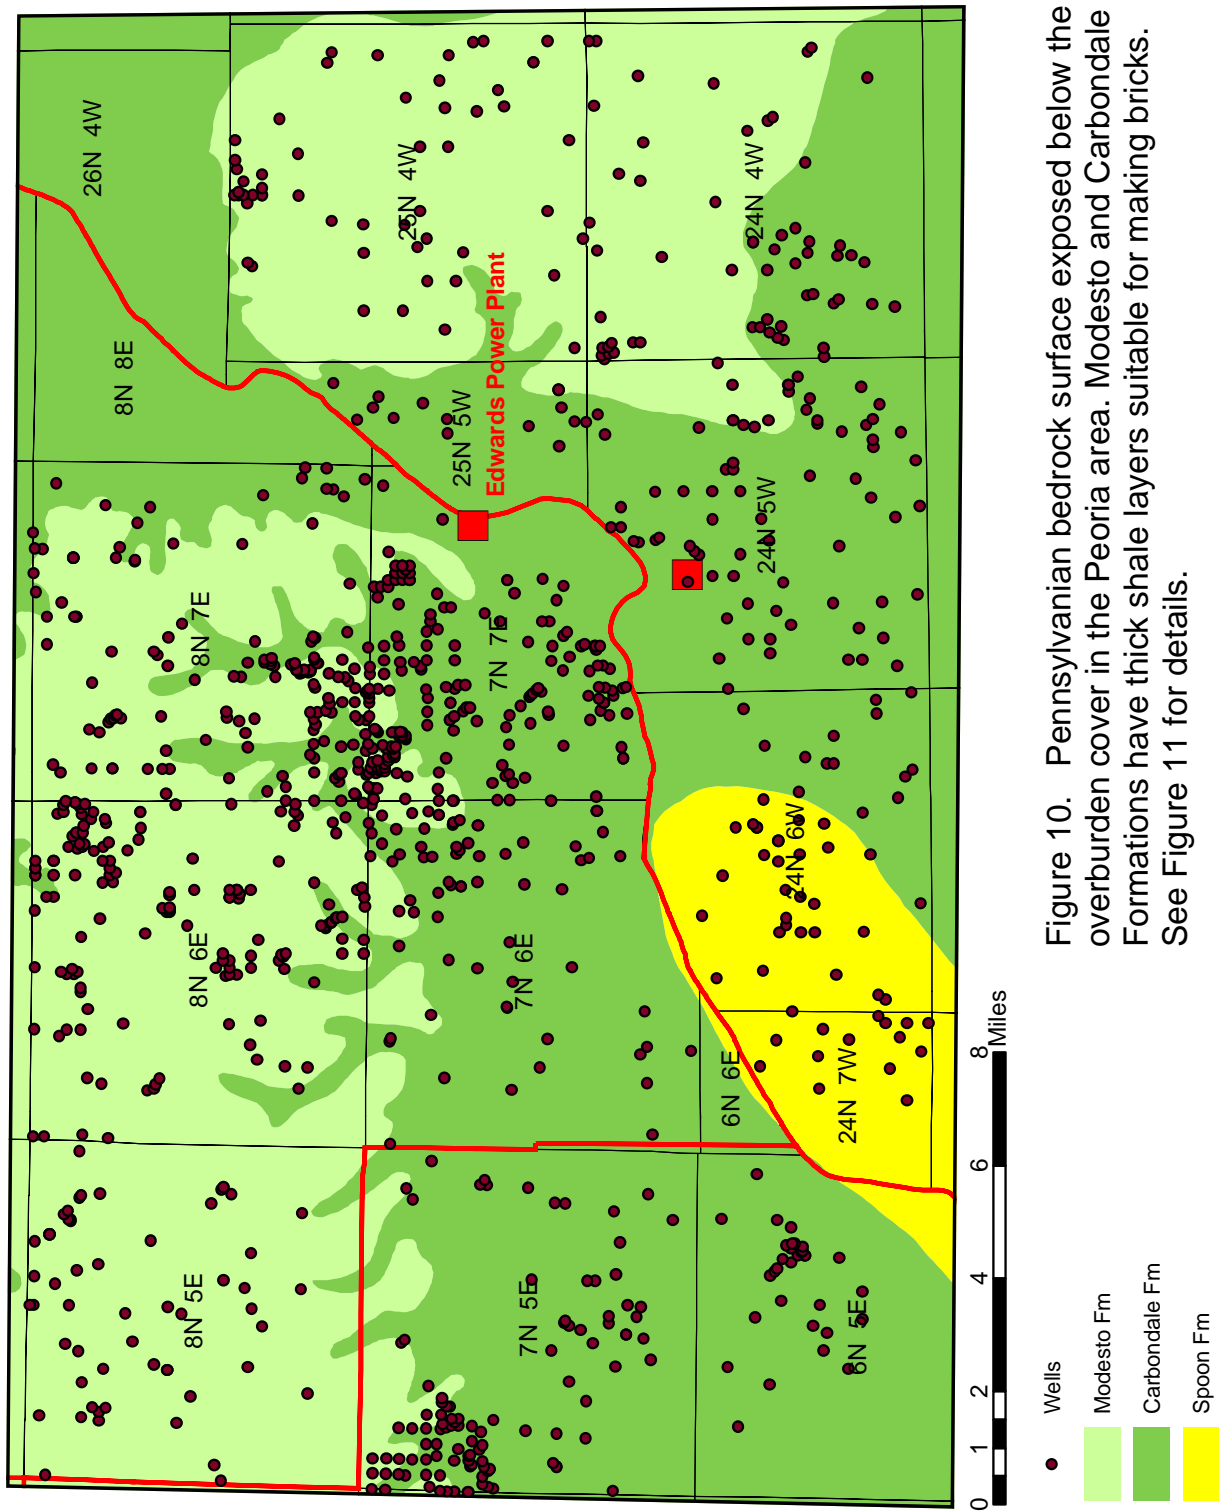 26N 4W
8N 8E
25N 4W
24N 4W
Edwards Power Plant
25N 5W
24N 5W
8N 7E
7N 7E
24N 6W
8N 6E
7N 6E
6N 6E
24N 7W
8N 5E
7N 5E
6N 5E
0 1 2 4 6 8
Miles
Wells
Modesto Fm
Carbondale Fm
Spoon Fm
Figure 10. Pennsylvanian bedrock surface exposed below the
overburden cover in the Peoria area. Modesto and Carbondale
Formations have thick shale layers suitable for making bricks.
See Figure 11 for details.